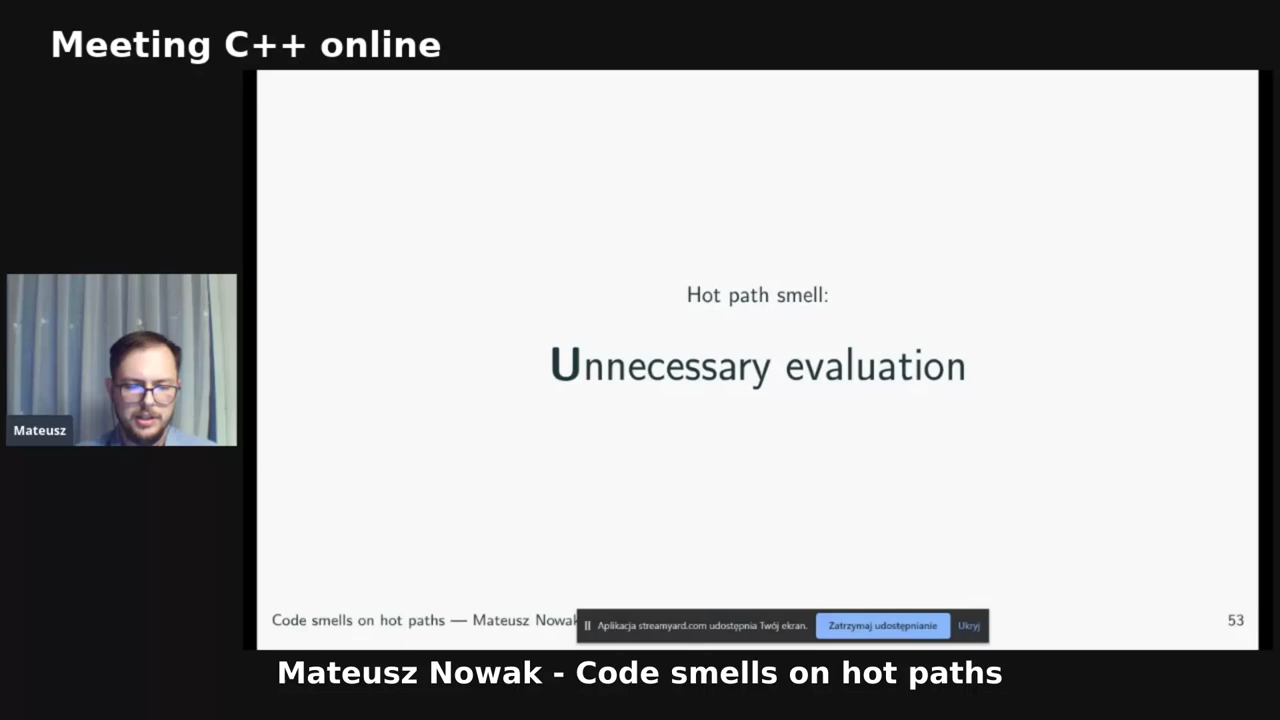 Meeting C++ online
Hot path smell:
Unnecessary evaluation
Mateusz
Code smells on hot paths — Mateusz Nowak
Aplikacja streamyard.com udostępnia Twój ekran.
Zatrzymaj udostępnianie
Ukryj
53
Mateusz Nowak - Code smells on hot paths